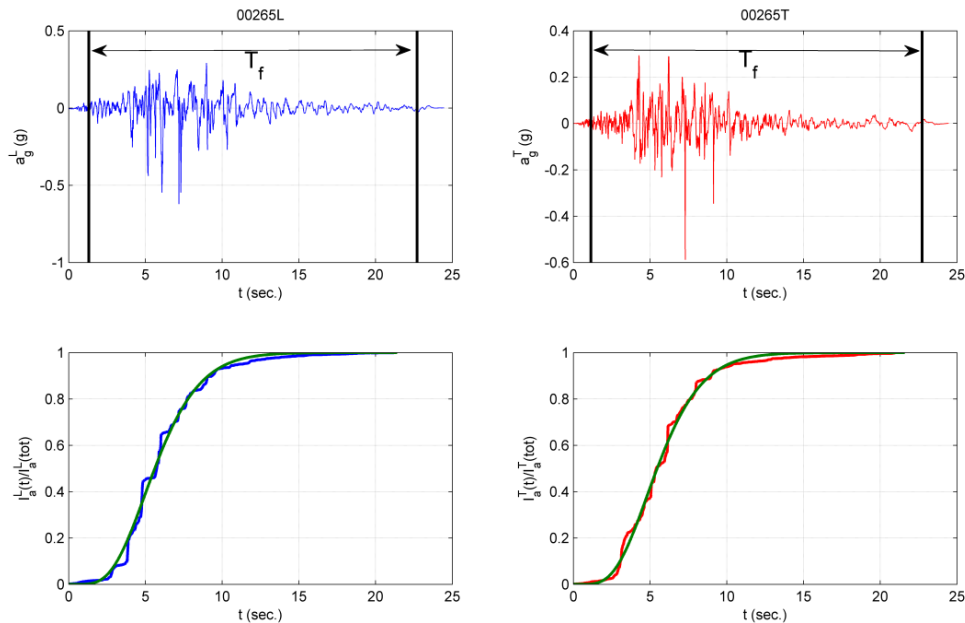 00265L
0.5
0
-0.5
-1
a_g^L (g)
T_f
0 5 10 15 20 25
t (sec.)
00265T
0.4
0.2
0
-0.2
-0.4
-0.6
a_g^T (g)
T_f
0 5 10 15 20 25
t (sec.)
1
0.8
0.6
0.4
0.2
0
I_a^L(t)/I_a^L(tot)
0 5 10 15 20 25
t (sec.)
1
0.8
0.6
0.4
0.2
0
I_a^T(t)/I_a^T(tot)
0 5 10 15 20 25
t (sec.)